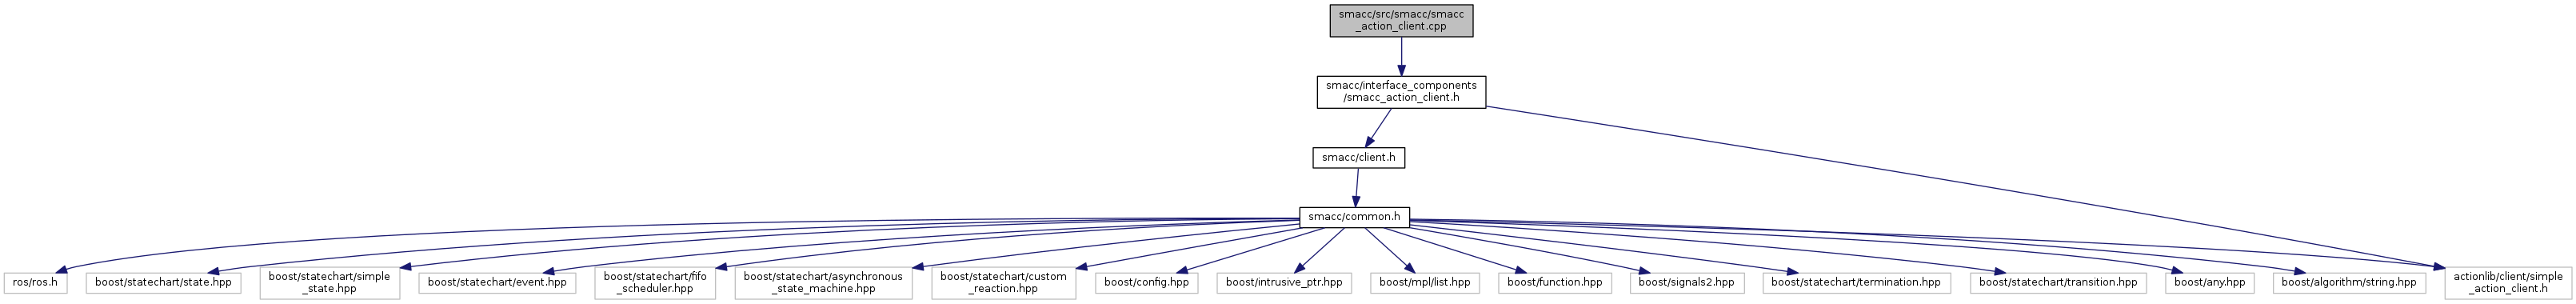 smacc/src/smacc/smacc
_action_client.cpp
smacc/interface_components
/smacc_action_client.h
smacc/client.h
smacc/common.h
ros/ros.h
boost/statechart/state.hpp
boost/statechart/simple
_state.hpp
boost/statechart/event.hpp
boost/statechart/fifo
_scheduler.hpp
boost/statechart/asynchronous
_state_machine.hpp
boost/statechart/custom
_reaction.hpp
boost/config.hpp
boost/intrusive_ptr.hpp
boost/mpl/list.hpp
boost/function.hpp
boost/signals2.hpp
boost/statechart/termination.hpp
boost/statechart/transition.hpp
boost/any.hpp
boost/algorithm/string.hpp
actionlib/client/simple
_action_client.h